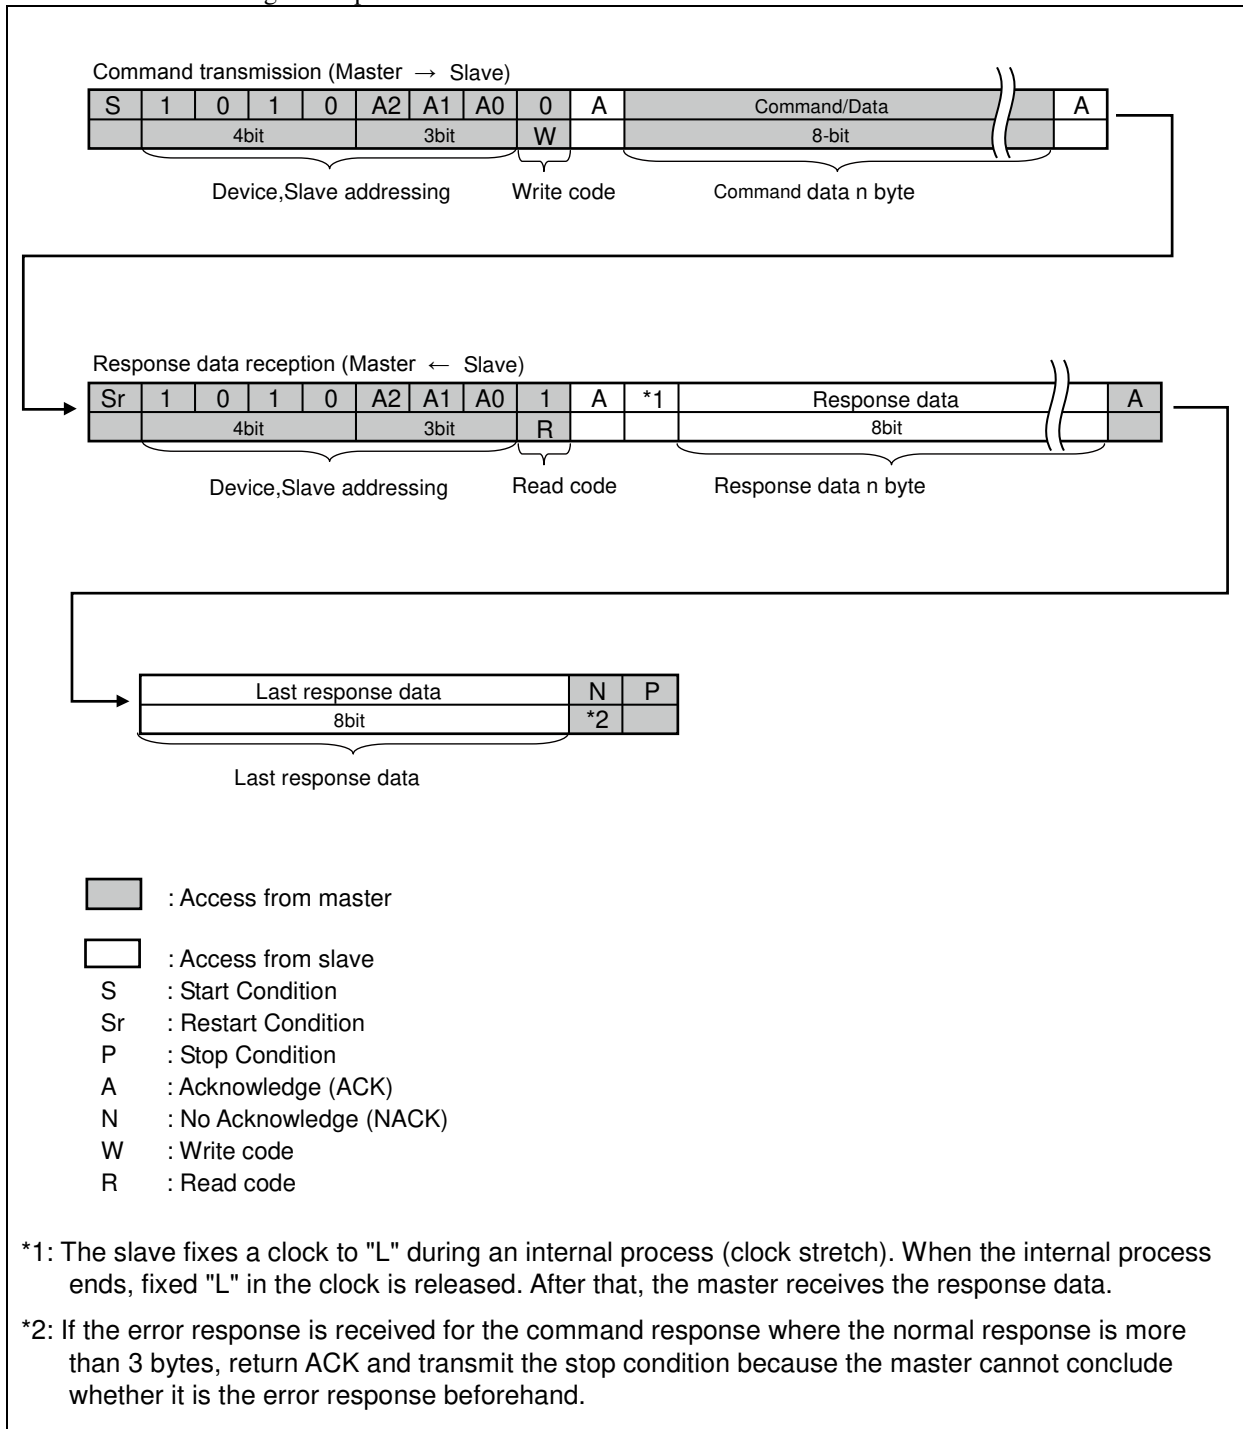 Command transmission (Master → Slave)
S 1 0 1 0 A2 A1 A0 0 A Command/Data A
4bit 3bit W 8-bit
Device,Slave addressing Write code Command data n byte
Response data reception (Master ← Slave)
Sr 1 0 1 0 A2 A1 A0 1 A *1 Response data A
4bit 3bit R 8bit
Device,Slave addressing Read code Response data n byte
Last response data N P
8bit *2
Last response data
: Access from master
: Access from slave
S : Start Condition
Sr : Restart Condition
P : Stop Condition
A : Acknowledge (ACK)
N : No Acknowledge (NACK)
W : Write code
R : Read code
*1: The slave fixes a clock to "L" during an internal process (clock stretch). When the internal process
ends, fixed "L" in the clock is released. After that, the master receives the response data.
*2: If the error response is received for the command response where the normal response is more
than 3 bytes, return ACK and transmit the stop condition because the master cannot conclude
whether it is the error response beforehand.